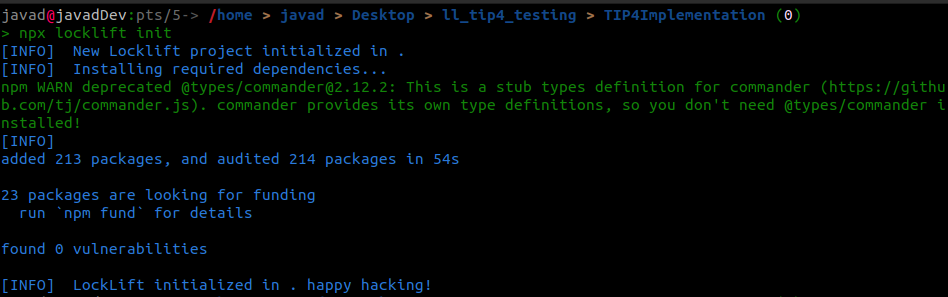 javad@javadDev:pts/5-> /home > javad > Desktop > ll_tip4_testing > TIP4Implementation (0)
> npx locklift init
[INFO]  New Locklift project initialized in .
[INFO]  Installing required dependencies...
npm WARN deprecated @types/commander@2.12.2: This is a stub types definition for commander (https://githu
b.com/tj/commander.js). commander provides its own type definitions, so you don't need @types/commander i
nstalled!
[INFO]
added 213 packages, and audited 214 packages in 54s
23 packages are looking for funding
  run `npm fund` for details
found 0 vulnerabilities
[INFO]  LockLift initialized in . happy hacking!